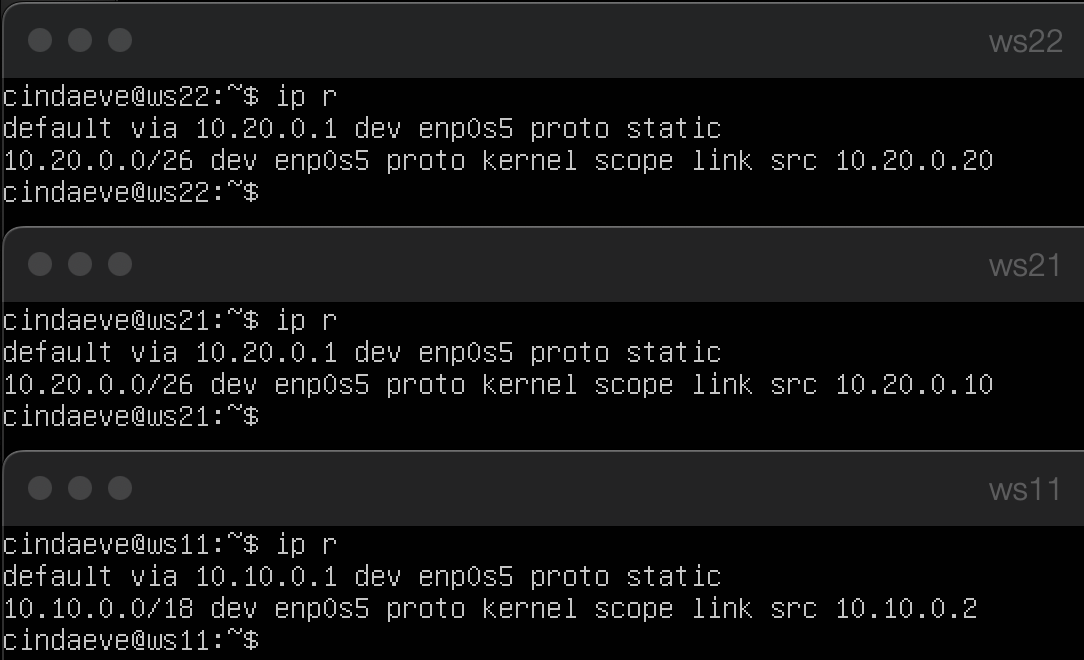 ws22
cindaeve@ws22:~$ ip r
default via 10.20.0.1 dev enp0s5 proto static
10.20.0.0/26 dev enp0s5 proto kernel scope link src 10.20.0.20
cindaeve@ws22:~$
ws21
cindaeve@ws21:~$ ip r
default via 10.20.0.1 dev enp0s5 proto static
10.20.0.0/26 dev enp0s5 proto kernel scope link src 10.20.0.10
cindaeve@ws21:~$
ws11
cindaeve@ws11:~$ ip r
default via 10.10.0.1 dev enp0s5 proto static
10.10.0.0/18 dev enp0s5 proto kernel scope link src 10.10.0.2
cindaeve@ws11:~$